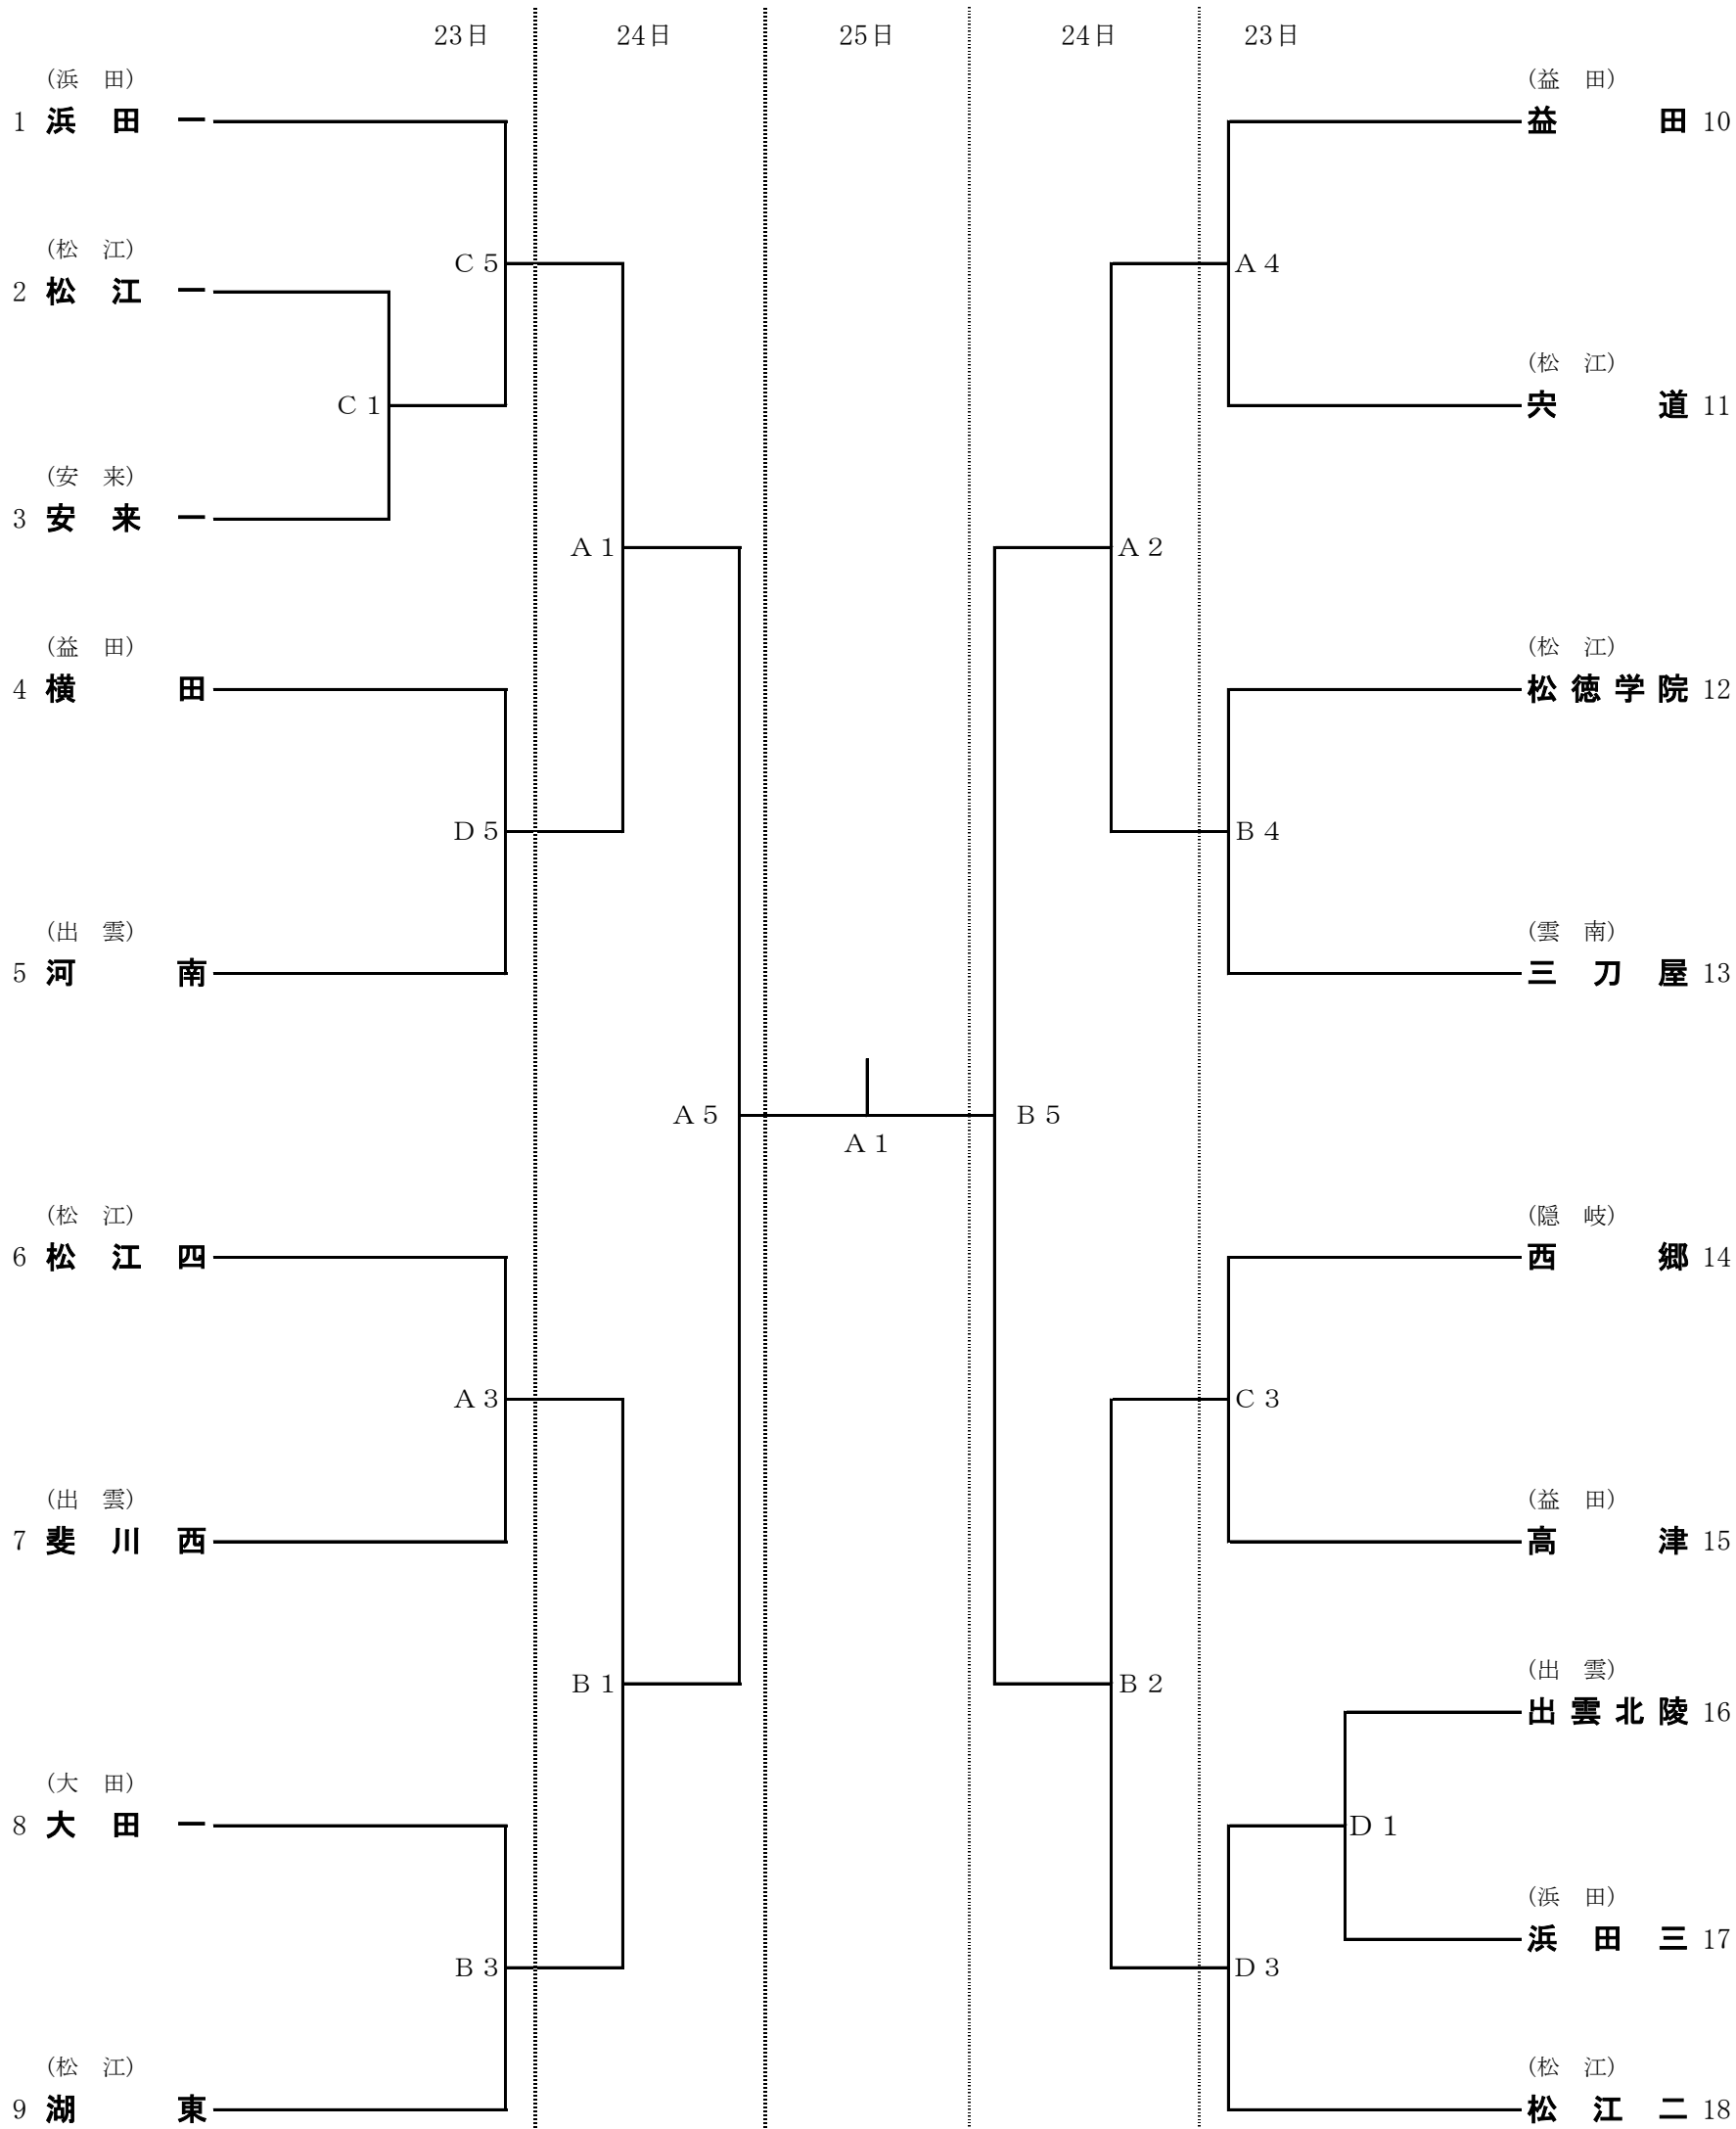 23日 24日 25日 24日 23日
(浜　田)
1 浜　田　一
(松　江)
2 松　江　一
(安　来)
3 安　来　一
(益　田)
4 横　　田
(出　雲)
5 河　　南
(松　江)
6 松　江　四
(出　雲)
7 斐　川　西
(大　田)
8 大　田　一
(松　江)
9 湖　　東
C 5
C 1
D 5
A 3
B 3
A 1
B 1
A 5
A 1
B 5
A 2
B 2
A 4
B 4
C 3
D 1
D 3
(益　田)
益　　田 10
(松　江)
宍　　道 11
(松　江)
松徳学院 12
(雲　南)
三　刀　屋 13
(隠　岐)
西　　郷 14
(益　田)
高　　津 15
(出　雲)
出雲北陵 16
(浜　田)
浜　田　三 17
(松　江)
松　江　二 18